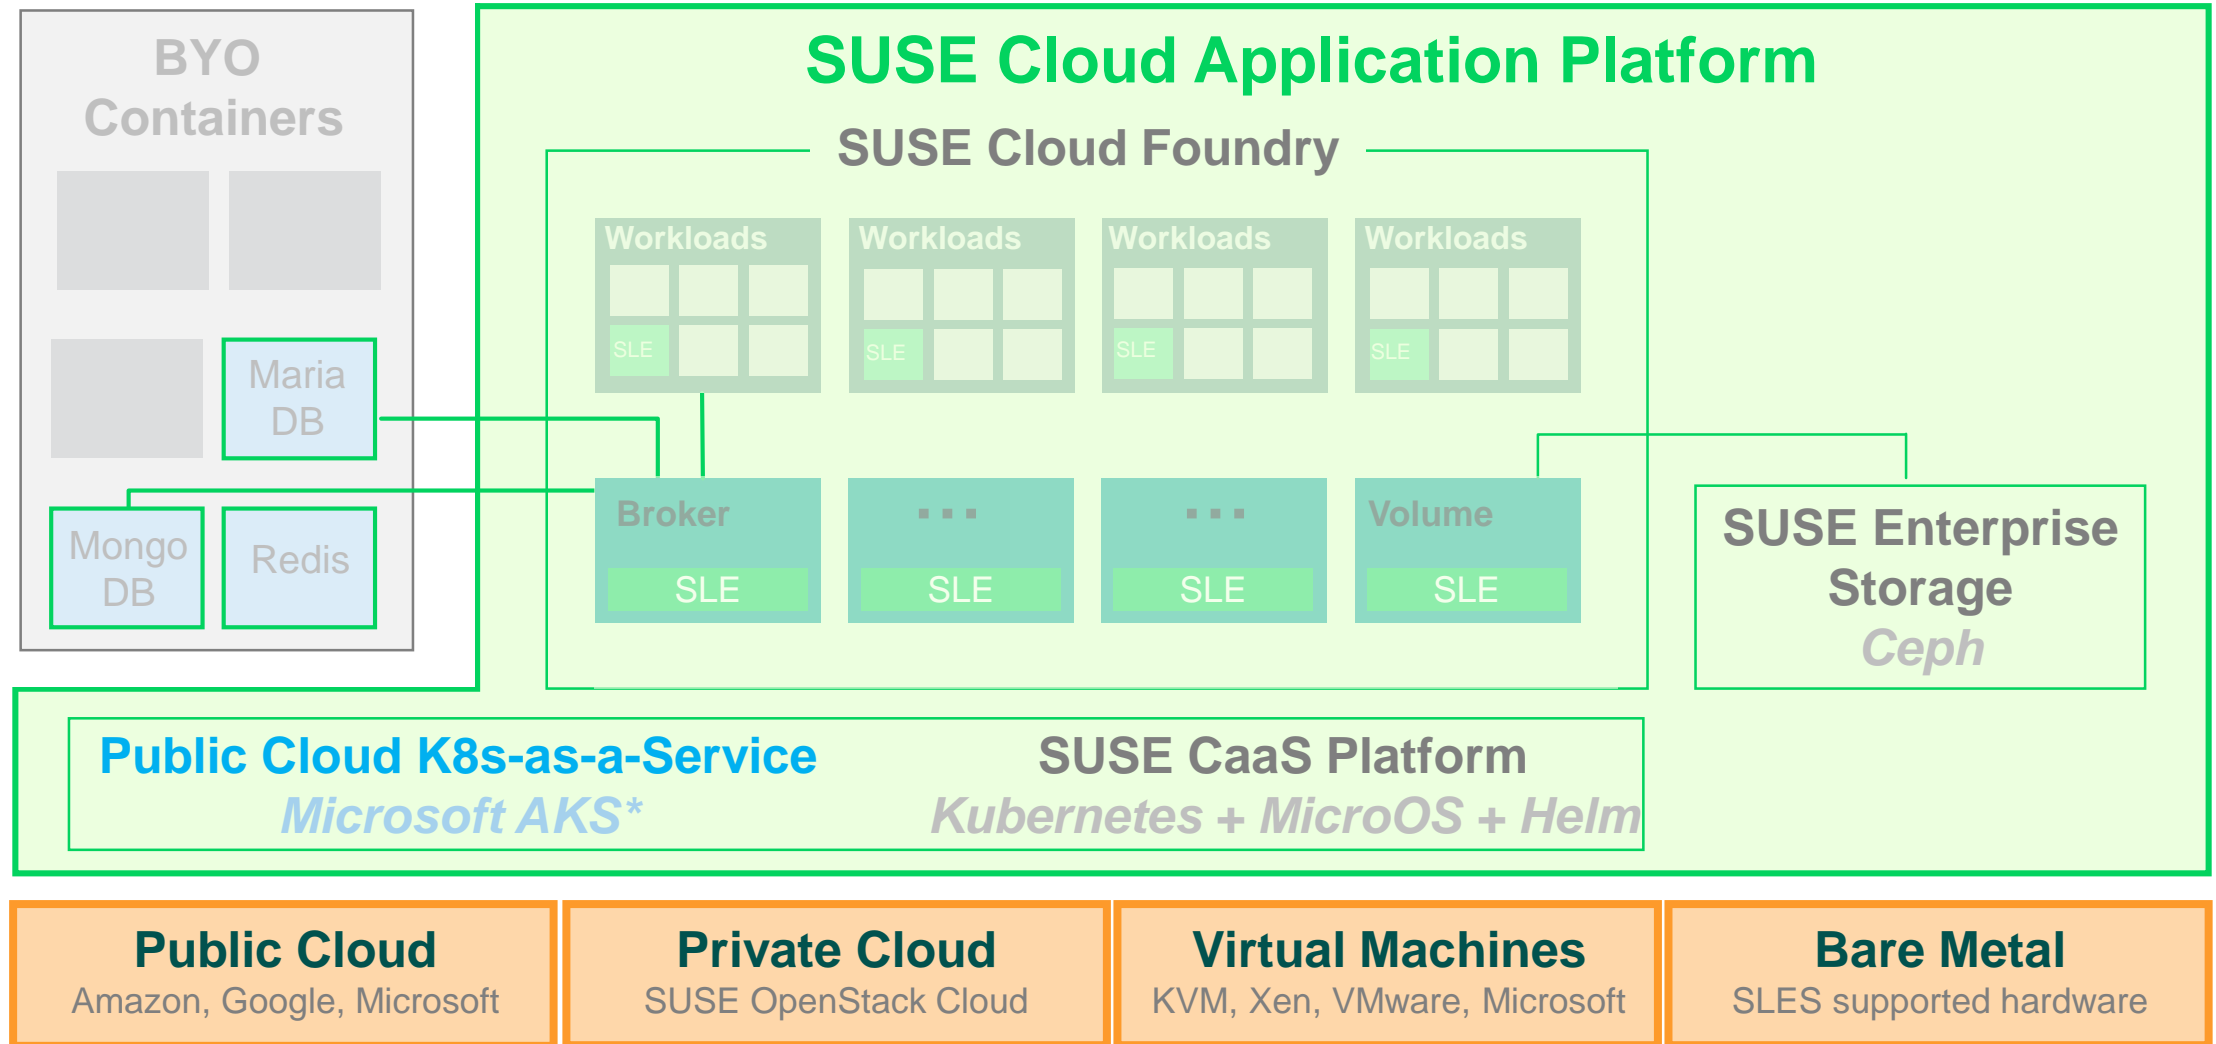 BYO
Containers
Maria
DB
Mongo
DB
Redis
SUSE Cloud Application Platform
SUSE Cloud Foundry
Workloads
SLE
Workloads
SLE
Workloads
SLE
Workloads
SLE
Broker
SLE
...
SLE
...
SLE
Volume
SLE
SUSE Enterprise
Storage
Ceph
Public Cloud K8s-as-a-Service
Microsoft AKS*
SUSE CaaS Platform
Kubernetes + MicroOS + Helm
Public Cloud
Amazon, Google, Microsoft
Private Cloud
SUSE OpenStack Cloud
Virtual Machines
KVM, Xen, VMware, Microsoft
Bare Metal
SLES supported hardware